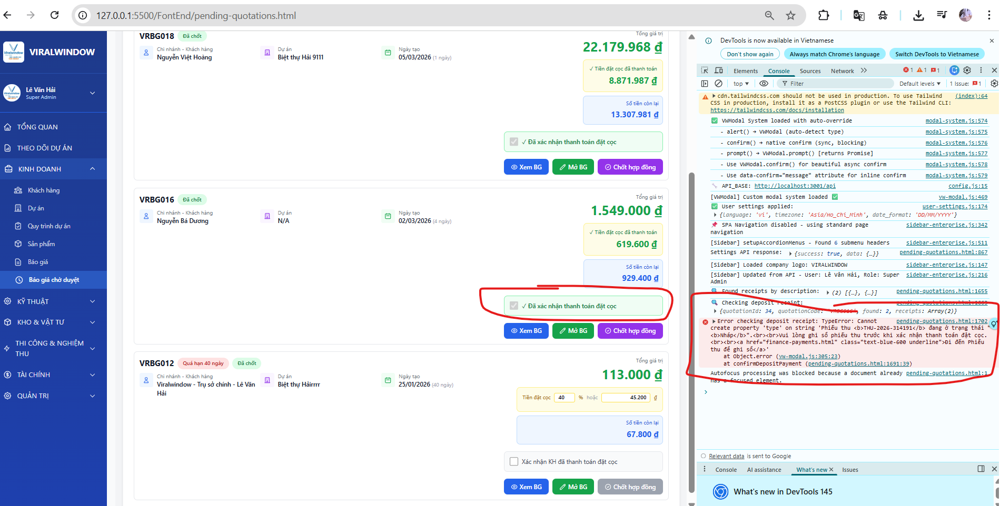 127.0.0.1:5500/FontEnd/pending-quotations.html
Viralwindow
VIRALWINDOW
Lê Văn Hải
Super Admin
TỔNG QUAN
THEO DÕI DỰ ÁN
KINH DOANH
Khách hàng
Dự án
Quy trình dự án
Sản phẩm
Báo giá
Báo giá chờ duyệt
KỸ THUẬT
KHO & VẬT TƯ
THI CÔNG & NGHIỆM
THU
TÀI CHÍNH
QUẢN TRỊ
VRBG018 Đã chốt
Chi nhánh - Khách hàng
Nguyễn Việt Hoàng
Dự án
Biệt thự Hải 9111
Ngày tạo
05/03/2026 (1 ngày)
Tổng giá trị
22.179.968 ₫
✓ Tiền đặt cọc đã thanh toán
8.871.987 ₫
Số tiền còn lại
13.307.981 ₫
✓ Đã xác nhận thanh toán đặt cọc
Xem BG Mở BG Chốt hợp đồng
VRBG016 Đã chốt
Chi nhánh - Khách hàng
Nguyễn Bá Dương
Dự án
N/A
Ngày tạo
02/03/2026 (4 ngày)
Tổng giá trị
1.549.000 ₫
✓ Tiền đặt cọc đã thanh toán
619.600 ₫
Số tiền còn lại
929.400 ₫
✓ Đã xác nhận thanh toán đặt cọc
Xem BG Mở BG Chốt hợp đồng
VRBG012 Quá hạn 40 ngày Đã chốt
Chi nhánh - Khách hàng
Viralwindow - Trụ sở chính - Lê Văn
Hải
Dự án
Biệt thự Hảirrrr
Ngày tạo
25/01/2026 (40 ngày)
Tổng giá trị
113.000 ₫
Tiền đặt cọc 40 % hoặc 45.200 ₫
Số tiền còn lại
67.800 ₫
Xác nhận KH đã thanh toán đặt cọc
Xem BG Mở BG Chốt hợp đồng
DevTools is now available in Vietnamese
Don't show again Always match Chrome's language Switch DevTools to Vietnamese
Elements Console Sources Network 1 1 1
top Filter Default levels 1 Issue: 1
cdn.tailwindcss.com should not be used in production. To use Tailwind (index):64
CSS in production, install it as a PostCSS plugin or use the Tailwind CLI:
https://tailwindcss.com/docs/installation
VWModal System loaded with auto-override modal-system.js:574
- alert() → VWModal (auto-detect type) modal-system.js:575
- confirm() → native confirm (sync, blocking) modal-system.js:576
- prompt() → VWModal.prompt() [returns Promise] modal-system.js:577
- Use VWModal.confirm() for beautiful async confirm modal-system.js:578
- Use data-confirm="message" attribute for inline confirm modal-system.js:579
API_BASE: http://localhost:3001/api config.js:15
[VWModal] Custom modal system loaded vw-modal.js:469
User settings applied: user-settings.js:174
{language: 'vi', timezone: 'Asia/Ho_Chi_Minh', date_format: 'DD/MM/YYYY'}
SPA Navigation disabled - using standard page sidebar-enterprise.js:342
navigation
[Sidebar] setupAccordionMenus - Found 6 submenu headers sidebar-enterprise.js:511
Settings API response: {success: true, data: {…}} pending-quotations.html:867
[Sidebar] Loaded company logo: VIRALWINDOW sidebar-enterprise.js:147
[Sidebar] Updated from API - User: Lê Văn Hải, Role: Super sidebar-enterprise.js:216
Admin
Found receipts by description: (2) [{…}, {…}] pending-quotations.html:1655
Checking deposit receipt:
{quotationId: 34, quotationCode: 'VRBG016', found: 2, receipts: Array(2)}
Error checking deposit receipt: TypeError: Cannot pending-quotations.html:1702
create property 'type' on string 'Phiếu thu <b>THU-2026-314191</b> đang ở trạng thái "
<b>Nháp</b>".<br><br>Vui lòng ghi sổ phiếu thu trước khi xác nhận thanh toán đặt cọc.
<br><br><a href="finance-payments.html" class="text-blue-600 underline">Đi đến Phiếu
thu để ghi sổ</a>'
at Object.error (vw-modal.js:305:23)
at confirmDepositPayment (pending-quotations.html:1691:39)
Autofocus processing was blocked because a document already pending-quotations.html:1
has a focused element.
Relevant data is sent to Google
Console AI assistance What's new Issues
What's new in DevTools 145